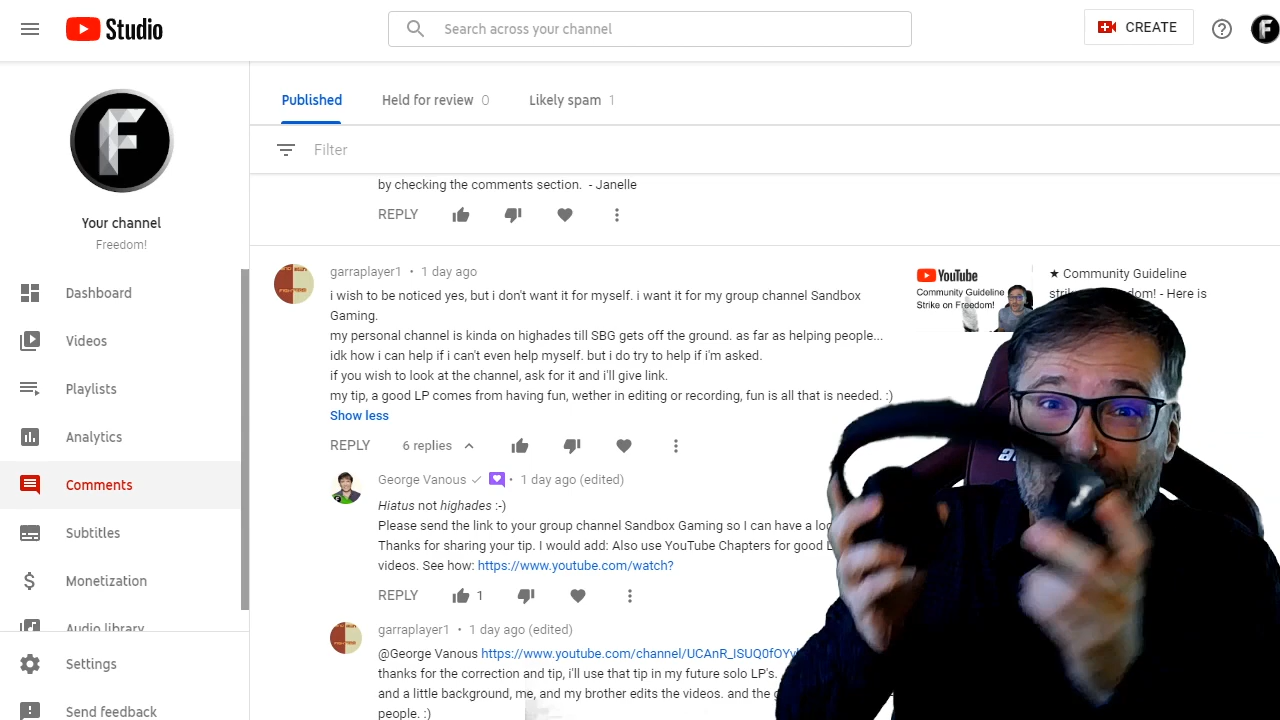 Studio
Search across your channel
CREATE
F
Published
Held for review 0
Likely spam 1
F
Filter
Your channel
Freedom!
by checking the comments section. - Janelle
REPLY
garraplayer1 • 1 day ago
i wish to be noticed yes, but i don't want it for myself. i want it for my group channel Sandbox
Gaming.
my personal channel is kinda on highades till SBG gets off the ground. as far as helping people...
idk how i can help if i can't even help myself. but i do try to help if i'm asked.
if you wish to look at the channel, ask for it and i'll give link.
my tip, a good LP comes from having fun, wether in editing or recording, fun is all that is needed. :)
Show less
REPLY 6 replies
YouTube
Community Guideline
Strike on Freedom!
★ Community Guideline
- Here is
George Vanous • 1 day ago (edited)
Hiatus not highades :-)
Please send the link to your group channel Sandbox Gaming so I can have a
Thanks for sharing your tip. I would add: Also use YouTube Chapters for good
videos. See how: https://www.youtube.com/watch?
REPLY 1
garraplayer1 • 1 day ago (edited)
@George Vanous https://www.youtube.com/channel/
thanks for the correction and tip, i'll use that tip in my future solo LP's.
and a little background, me, and my brother edits the videos. and the
people. :)
Dashboard
Videos
Playlists
Analytics
Comments
Subtitles
Monetization
Audio library
Settings
Send feedback